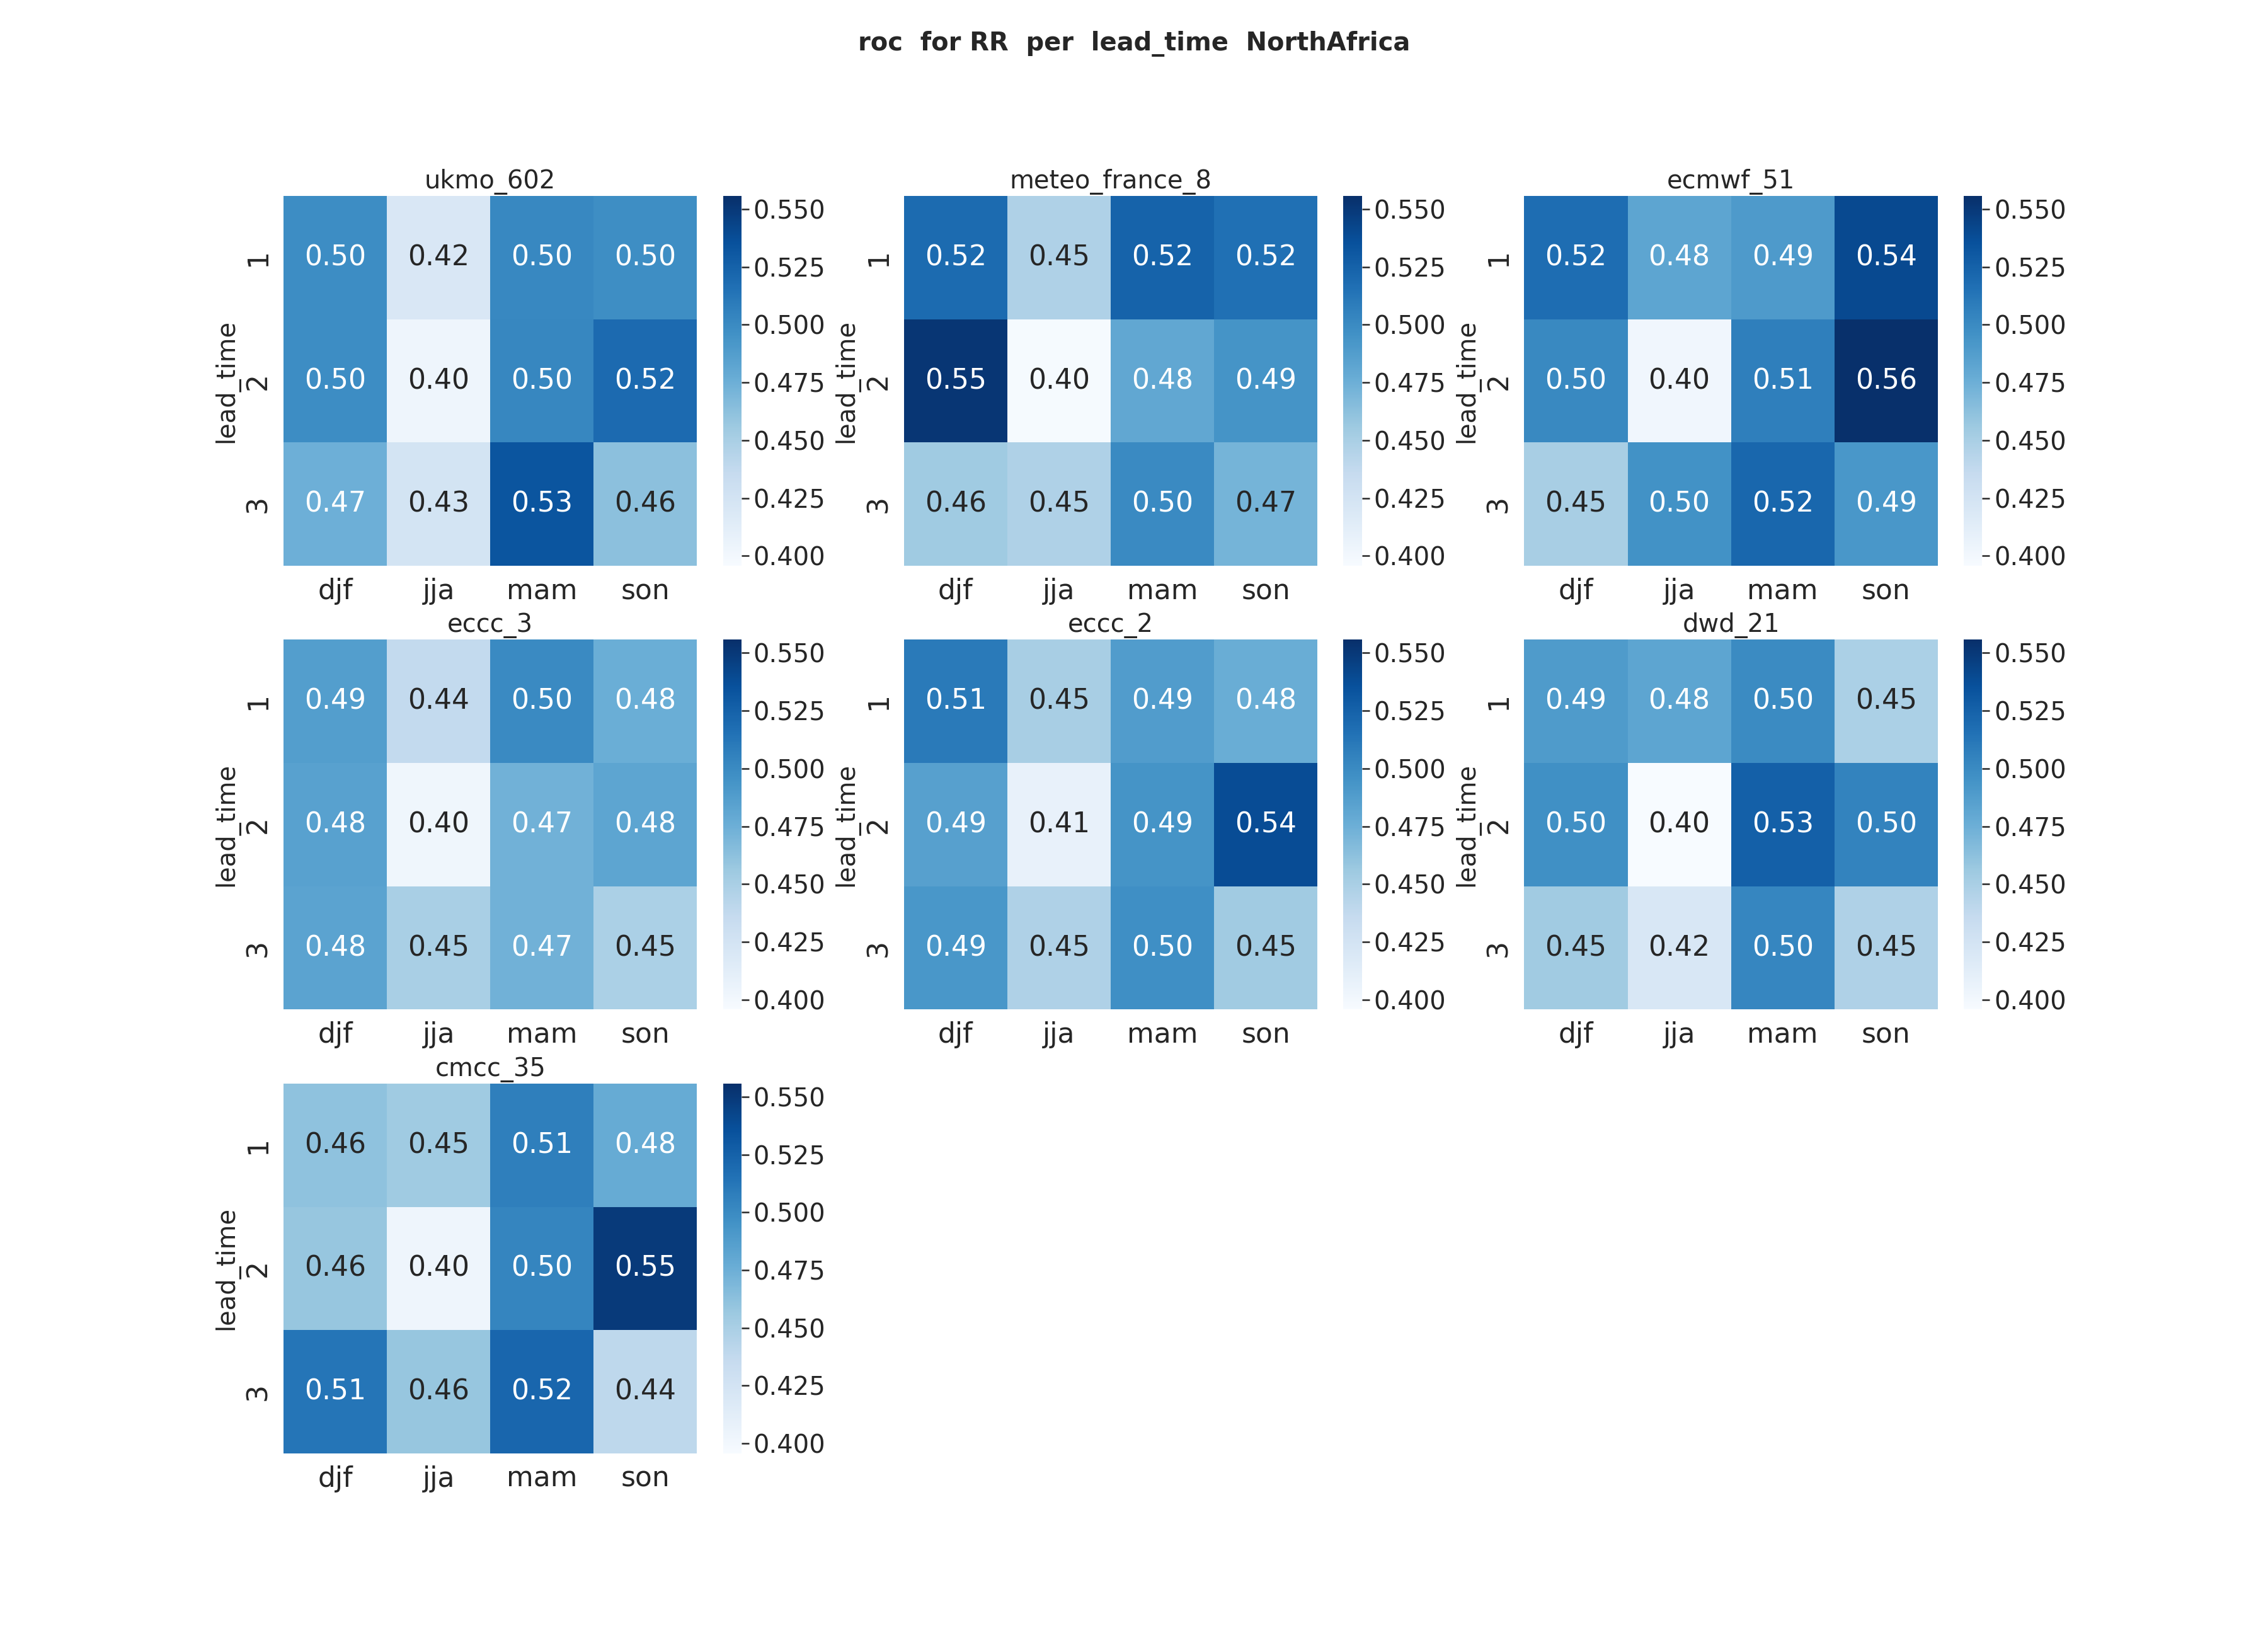 roc for RR per lead_time NorthAfrica
ukmo_602
lead_time
1
2
3
0.50 0.42 0.50 0.50
0.50 0.40 0.50 0.52
0.47 0.43 0.53 0.46
djf jja mam son
0.550
0.525
0.500
0.475
0.450
0.425
0.400
meteo_france_8
lead_time
1
2
3
0.52 0.45 0.52 0.52
0.55 0.40 0.48 0.49
0.46 0.45 0.50 0.47
djf jja mam son
0.550
0.525
0.500
0.475
0.450
0.425
0.400
ecmwf_51
lead_time
1
2
3
0.52 0.48 0.49 0.54
0.50 0.40 0.51 0.56
0.45 0.50 0.52 0.49
djf jja mam son
0.550
0.525
0.500
0.475
0.450
0.425
0.400
eccc_3
lead_time
1
2
3
0.49 0.44 0.50 0.48
0.48 0.40 0.47 0.48
0.48 0.45 0.47 0.45
djf jja mam son
0.550
0.525
0.500
0.475
0.450
0.425
0.400
eccc_2
lead_time
1
2
3
0.51 0.45 0.49 0.48
0.49 0.41 0.49 0.54
0.49 0.45 0.50 0.45
djf jja mam son
0.550
0.525
0.500
0.475
0.450
0.425
0.400
dwd_21
lead_time
1
2
3
0.49 0.48 0.50 0.45
0.50 0.40 0.53 0.50
0.45 0.42 0.50 0.45
djf jja mam son
0.550
0.525
0.500
0.475
0.450
0.425
0.400
cmcc_35
lead_time
1
2
3
0.46 0.45 0.51 0.48
0.46 0.40 0.50 0.55
0.51 0.46 0.52 0.44
djf jja mam son
0.550
0.525
0.500
0.475
0.450
0.425
0.400